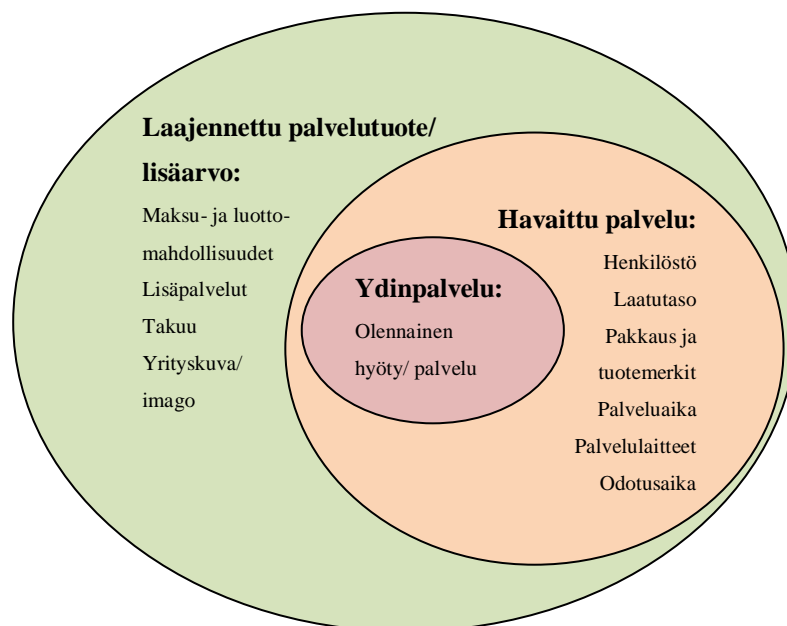 Laajennettu palvelutuote/
lisäarvo:
Maksu- ja luotto-
mahdollisuudet
Lisäpalvelut
Takuu
Yrityskuva/
imago
Havaittu palvelu:
Henkilöstö
Laatutaso
Pakkaus ja
tuotemerkit
Palveluaika
Palvelulaitteet
Odotusaika
Ydinpalvelu:
Olennainen
hyöty/ palvelu